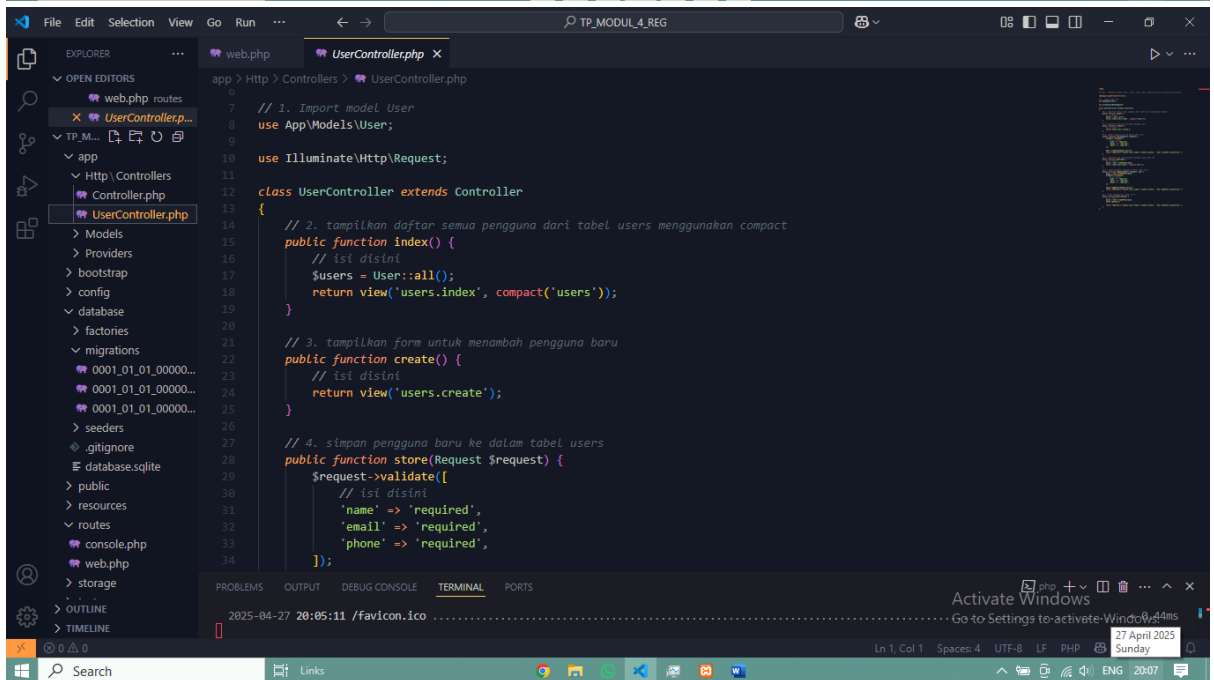 File Edit Selection View Go Run ··· ← → TP_MODUL_4_REG
EXPLORER ···
OPEN EDITORS
web.php routes
UserController.p...
TP_M...
app
Http \ Controllers
Controller.php
UserController.php
Models
Providers
bootstrap
config
database
factories
migrations
0001_01_01_00000...
0001_01_01_00000...
0001_01_01_00000...
seeders
.gitignore
database.sqlite
public
resources
routes
console.php
web.php
storage
OUTLINE
TIMELINE
web.php UserController.php
app > Http > Controllers > UserController.php
6
7 // 1. Import model User
8 use App\Models\User;
9
10 use Illuminate\Http\Request;
11
12 class UserController extends Controller
13 {
14 // 2. tampilkan daftar semua pengguna dari tabel users menggunakan compact
15 public function index() {
16 // isi disini
17 $users = User::all();
18 return view('users.index', compact('users'));
19 }
20
21 // 3. tampilkan form untuk menambah pengguna baru
22 public function create() {
23 // isi disini
24 return view('users.create');
25 }
26
27 // 4. simpan pengguna baru ke dalam tabel users
28 public function store(Request $request) {
29 $request->validate([
30 // isi disini
31 'name' => 'required',
32 'email' => 'required',
33 'phone' => 'required',
34 ]);
PROBLEMS OUTPUT DEBUG CONSOLE TERMINAL PORTS php
2025-04-27 20:05:11 /favicon.ico ........................................ ~ 0.44ms
Activate Windows
Go to Settings to activate Windows.
0 0 Ln 1, Col 1 Spaces: 4 UTF-8 LF PHP
27 April 2025
Sunday
Search Links ENG 20:07